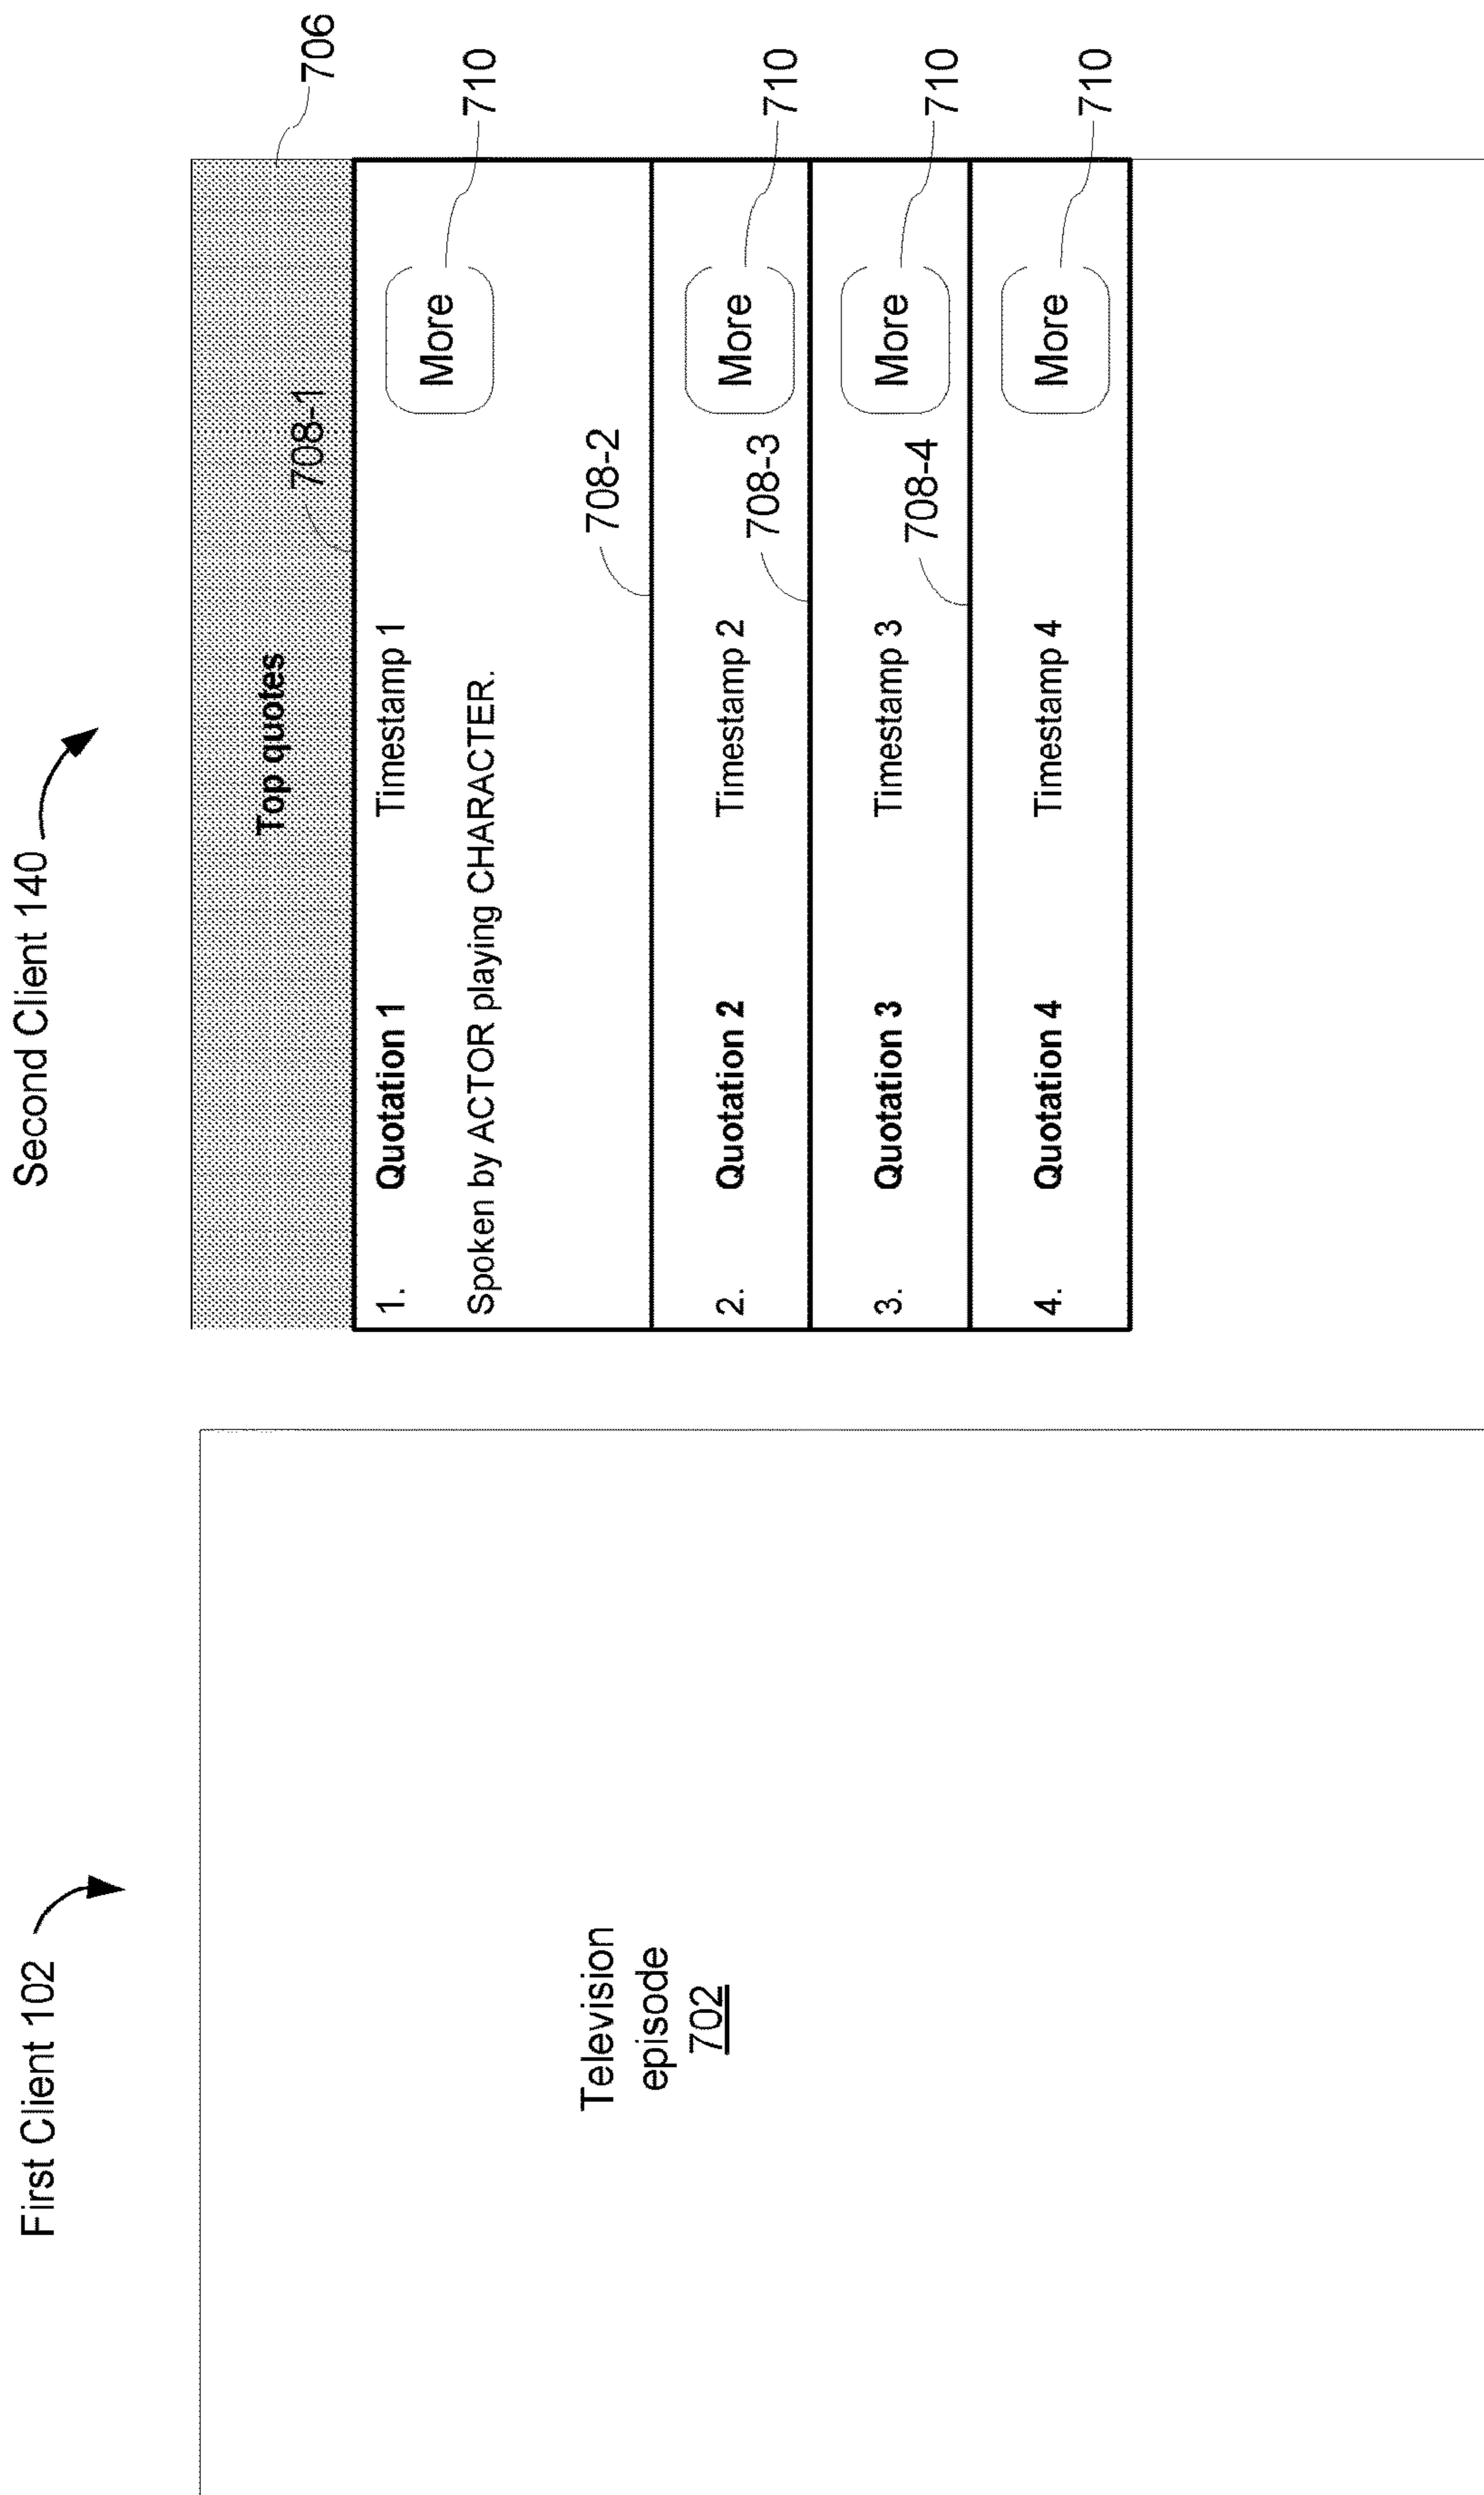 First Client 102
Second Client 140
Television
episode
702
706
Top quotes
708-1
1. Quotation 1 Timestamp 1
More
710
Spoken by ACTOR playing CHARACTER.
708-2
2. Quotation 2 Timestamp 2 More
710
708-3
3. Quotation 3 Timestamp 3 More
710
708-4
4. Quotation 4 Timestamp 4 More
710